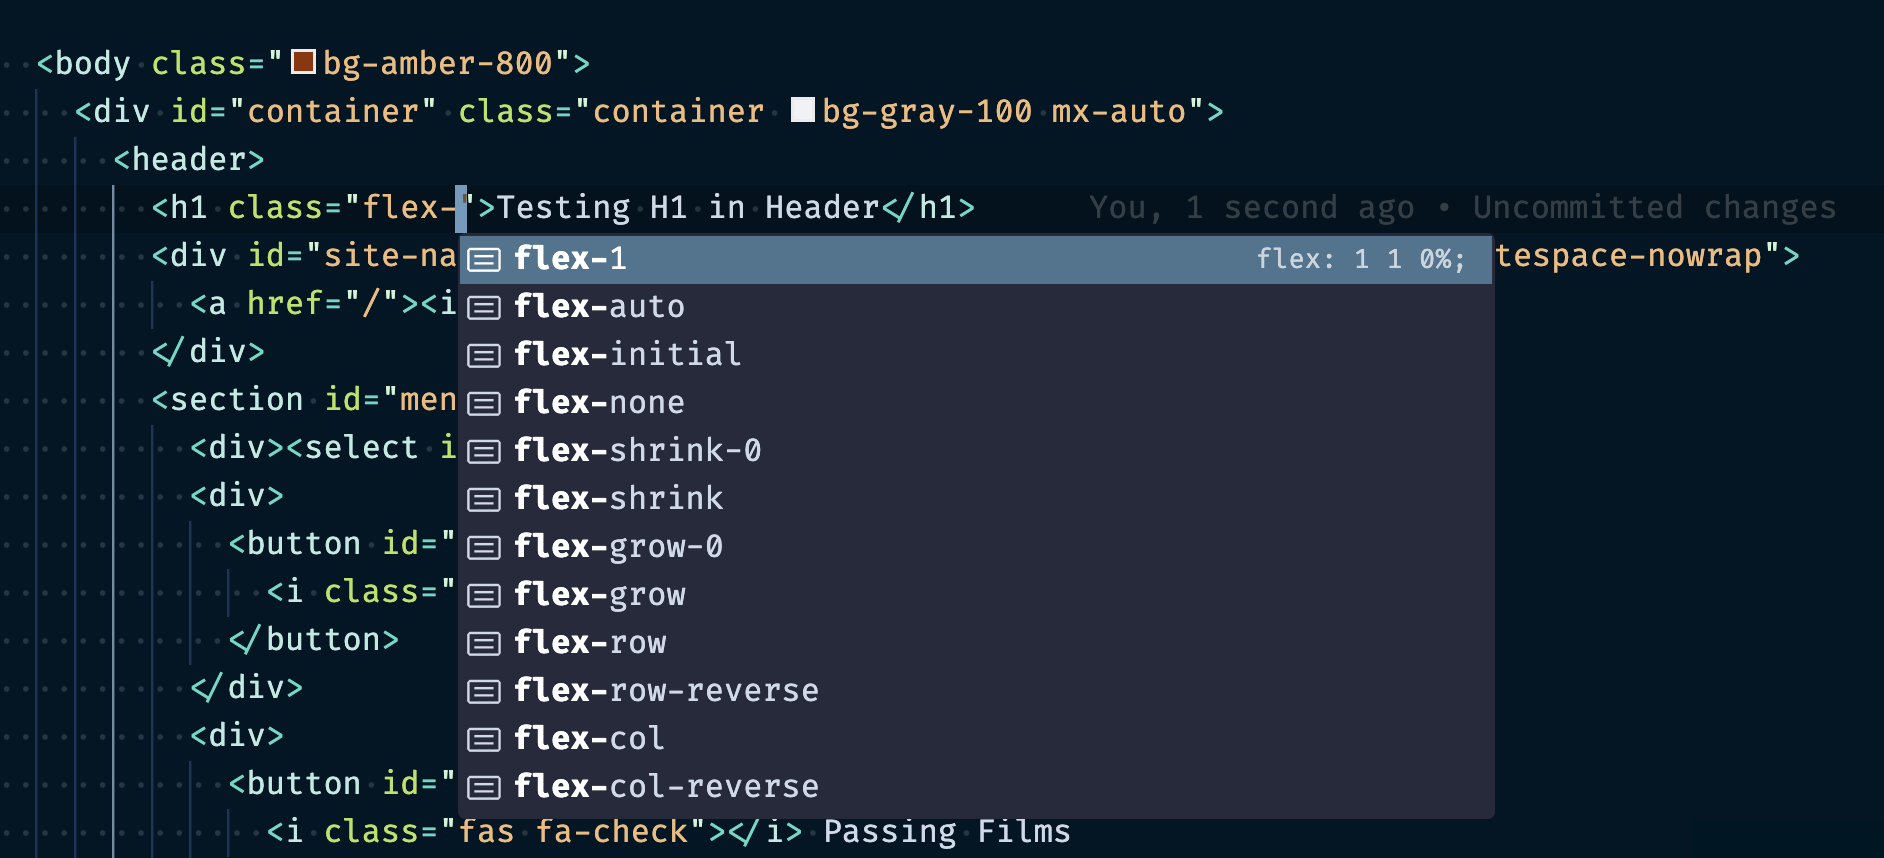 <body class="bg-amber-800">
<div id="container" class="container bg-gray-100 mx-auto">
<header>
<h1 class="flex-">Testing H1 in Header</h1> You, 1 second ago • Uncommitted changes
<div id="site-na tespace-nowrap">
<a href="/"><i
</div>
<section id="men
<div><select i
<div>
<button id="
<i class="
</button>
</div>
<div>
<button id="
<i class="fas fa-check"></i> Passing Films
flex-1 flex: 1 1 0%;
flex-auto
flex-initial
flex-none
flex-shrink-0
flex-shrink
flex-grow-0
flex-grow
flex-row
flex-row-reverse
flex-col
flex-col-reverse